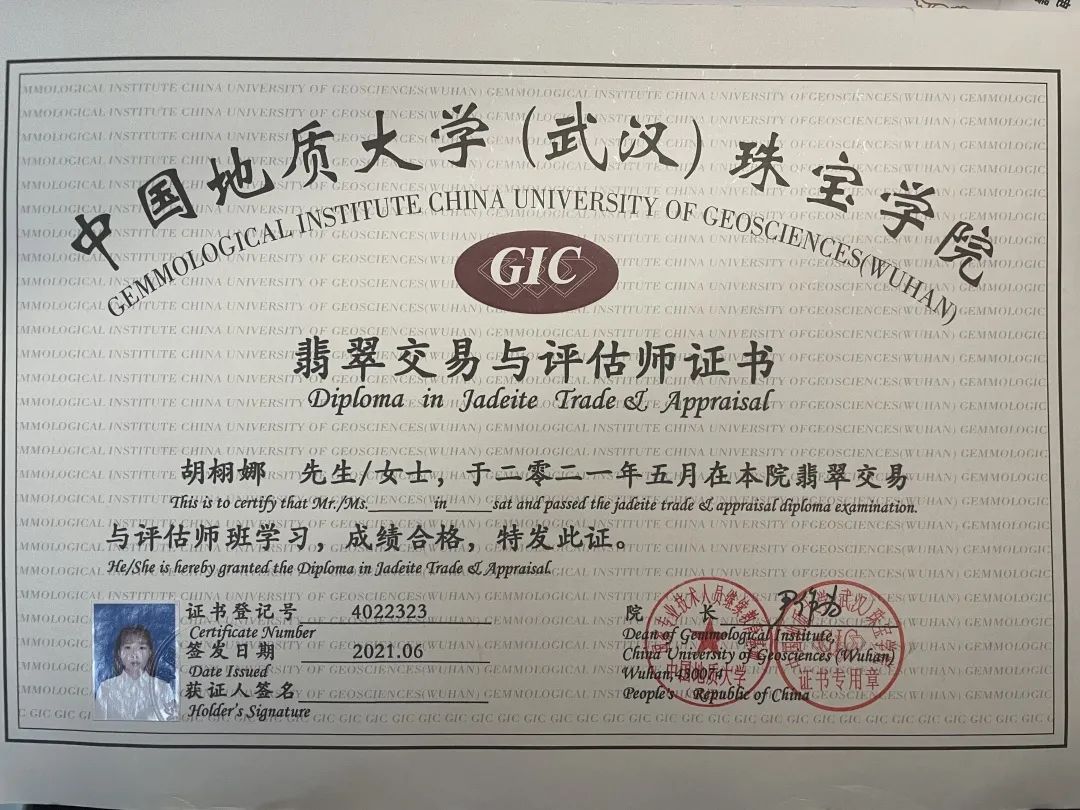 中国地质大学(武汉)珠宝学院
GEMMOLOGICAL INSTITUTE CHINA UNIVERSITY OF GEOSCIENCES(WUHAN)
GIC
翡翠交易与评估师证书
Diploma in Jadeite Trade & Appraisal
胡栩娜 先生/女士，于二零二一年五月在本院翡翠交易
This is to certify that Mr./Ms. in sat and passed the jadeite trade & appraisal diploma examination.
与评估师班学习，成绩合格，特发此证。
He/She is hereby granted the Diploma in Jadeite Trade & Appraisal.
证书登记号 4022323
Certificate Number
签发日期 2021.06
Date Issued
获证人签名
Holder's Signature
院 长
Dean of Gemmological Institute,
China University of Geosciences (Wuhan)
Wuhan,430074
People's Republic of China
中国地质大学
证书专用章